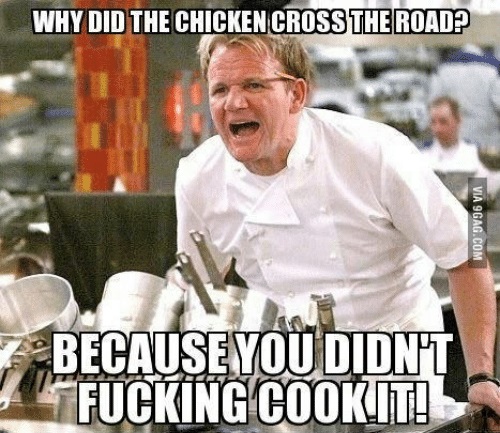 WHY DID THE CHICKEN CROSS THE ROAD?
VIA 9GAG.COM
BECAUSE YOU DIDN'T
FUCKING COOK IT!